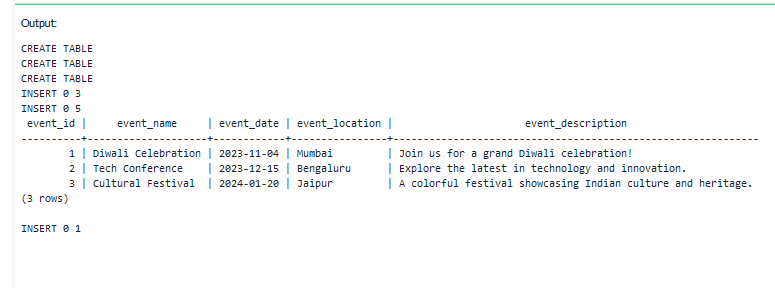 Output:
CREATE TABLE
CREATE TABLE
CREATE TABLE
INSERT 0 3
INSERT 0 5
 event_id |     event_name     | event_date | event_location |                     event_description
----------+--------------------+------------+----------------+-----------------------------------------------------------
        1 | Diwali Celebration | 2023-11-04 | Mumbai         | Join us for a grand Diwali celebration!
        2 | Tech Conference    | 2023-12-15 | Bengaluru      | Explore the latest in technology and innovation.
        3 | Cultural Festival  | 2024-01-20 | Jaipur         | A colorful festival showcasing Indian culture and heritage.
(3 rows)
INSERT 0 1